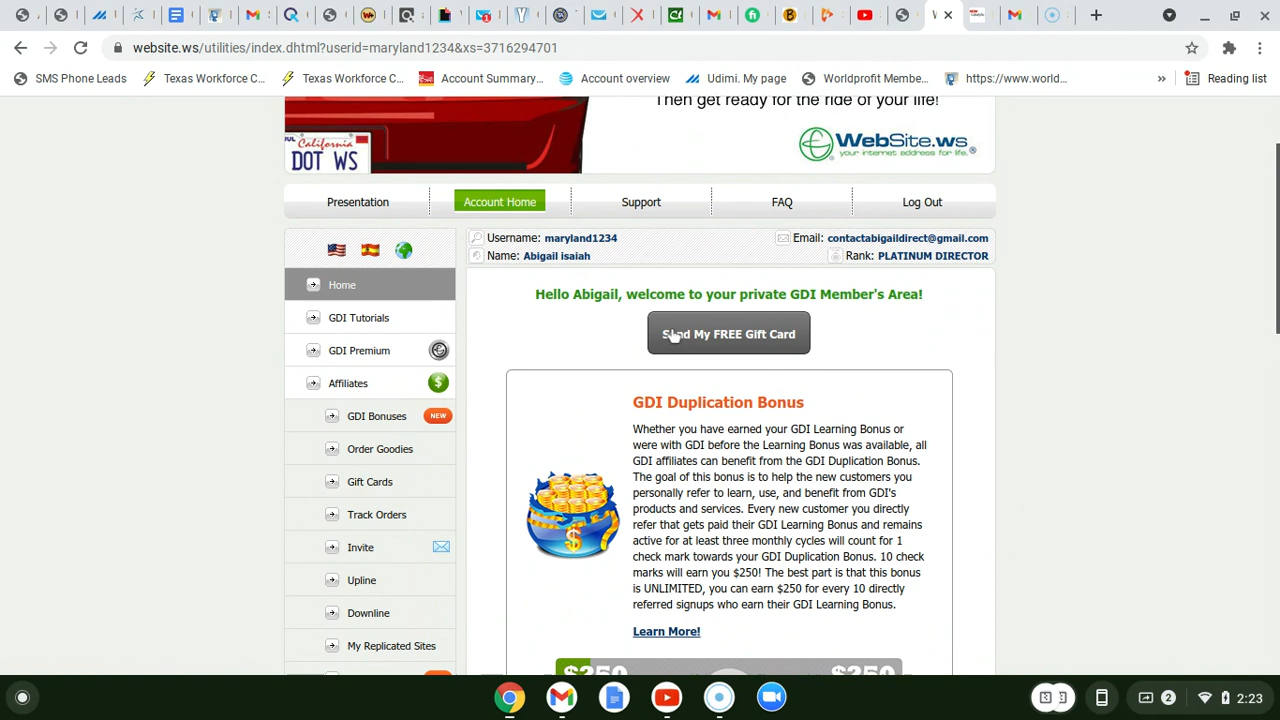 website.ws/utilities/index.dhtml?userid=maryland1234&xs=3716294701
SMS Phone Leads
Texas Workforce C...
Texas Workforce C...
Account Summary...
Account overview
Udimi. My page
Worldprofit Membe...
https://www.world...
»
Reading list
Then get ready for the ride of your life!
California
DOT WS
WebSite.ws
your internet address for life.
Presentation
Account Home
Support
FAQ
Log Out
Username: maryland1234
Email: contactabigaildirect@gmail.com
Name: Abigail isaiah
Rank: PLATINUM DIRECTOR
Home
GDI Tutorials
GDI Premium
Affiliates
GDI Bonuses
NEW
Order Goodies
Gift Cards
Track Orders
Invite
Upline
Downline
My Replicated Sites
Hello Abigail, welcome to your private GDI Member's Area!
Send My FREE Gift Card
GDI Duplication Bonus
Whether you have earned your GDI Learning Bonus or
were with GDI before the Learning Bonus was available, all
GDI affiliates can benefit from the GDI Duplication Bonus.
The goal of this bonus is to help the new customers you
personally refer to learn, use, and benefit from GDI's
products and services. Every new customer you directly
refer that gets paid their GDI Learning Bonus and remains
active for at least three monthly cycles will count for 1
check mark towards your GDI Duplication Bonus. 10 check
marks will earn you $250! The best part is that this bonus
is UNLIMITED, you can earn $250 for every 10 directly
referred signups who earn their GDI Learning Bonus.
Learn More!
$250
$250
2
2:23